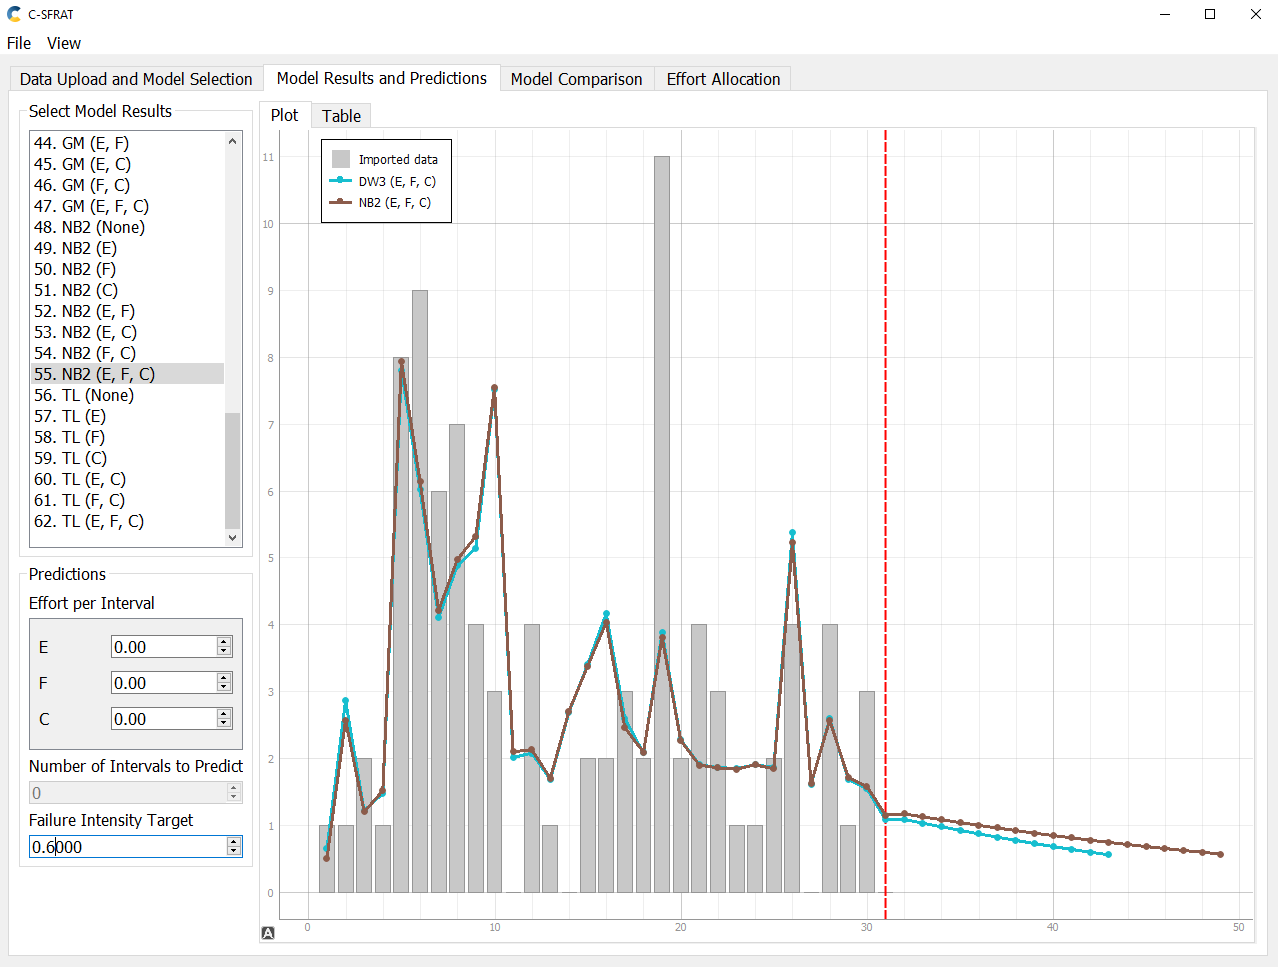 C-SFRAT
File View
Data Upload and Model Selection
Model Results and Predictions
Model Comparison
Effort Allocation
Select Model Results
44. GM (E, F)
45. GM (E, C)
46. GM (F, C)
47. GM (E, F, C)
48. NB2 (None)
49. NB2 (E)
50. NB2 (F)
51. NB2 (C)
52. NB2 (E, F)
53. NB2 (E, C)
54. NB2 (F, C)
55. NB2 (E, F, C)
56. TL (None)
57. TL (E)
58. TL (F)
59. TL (C)
60. TL (E, C)
61. TL (F, C)
62. TL (E, F, C)
Predictions
Effort per Interval
E 0.00
F 0.00
C 0.00
Number of Intervals to Predict
0
Failure Intensity Target
0.6000
Plot
Table
Imported data
DW3 (E, F, C)
NB2 (E, F, C)
11
10
9
8
7
6
5
4
3
2
1
0
A
0 10 20 30 40 50